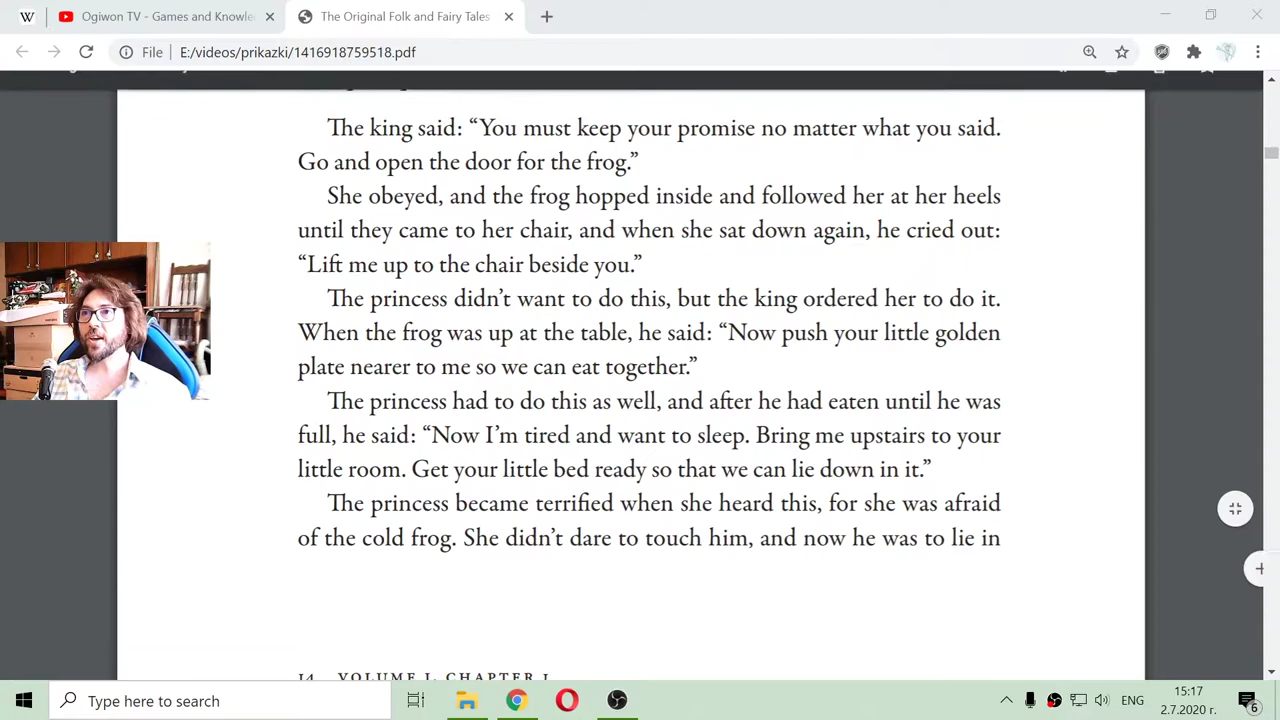 Ogiwon TV - Games and Knowle
The Original Folk and Fairy Tales
File E:/videos/prikazki/1416918759518.pdf
The king said: “You must keep your promise no matter what you said.
Go and open the door for the frog.”
She obeyed, and the frog hopped inside and followed her at her heels
until they came to her chair, and when she sat down again, he cried out:
“Lift me up to the chair beside you.”
The princess didn’t want to do this, but the king ordered her to do it.
When the frog was up at the table, he said: “Now push your little golden
plate nearer to me so we can eat together.”
The princess had to do this as well, and after he had eaten until he was
full, he said: “Now I’m tired and want to sleep. Bring me upstairs to your
little room. Get your little bed ready so that we can lie down in it.”
The princess became terrified when she heard this, for she was afraid
of the cold frog. She didn’t dare to touch him, and now he was to lie in
14 VOLUME I, CHAPTER 1
Type here to search
ЕНГ
15:17
2.7.2020 г.
6